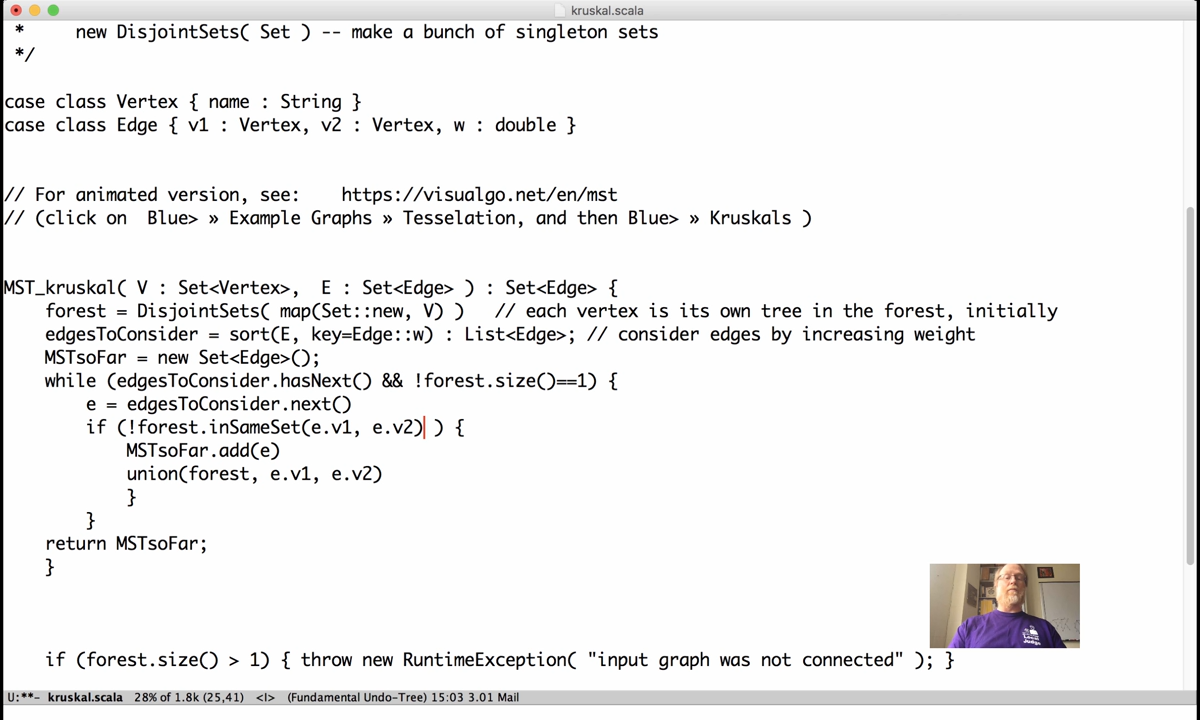 kruskal.scala
*     new DisjointSets( Set ) -- make a bunch of singleton sets
*/
case class Vertex { name : String }
case class Edge { v1 : Vertex, v2 : Vertex, w : double }
// For animated version, see:    https://visualgo.net/en/mst
// (click on  Blue> » Example Graphs » Tesselation, and then Blue> » Kruskals )
MST_kruskal( V : Set<Vertex>,  E : Set<Edge> ) : Set<Edge> {
    forest = DisjointSets( map(Set::new, V) )   // each vertex is its own tree in the forest, initially
    edgesToConsider = sort(E, key=Edge::w) : List<Edge>; // consider edges by increasing weight
    MSTsoFar = new Set<Edge>();
    while (edgesToConsider.hasNext() && !forest.size()==1) {
        e = edgesToConsider.next()
        if (!forest.inSameSet(e.v1, e.v2) ) {
            MSTsoFar.add(e)
            union(forest, e.v1, e.v2)
            }
        }
    return MSTsoFar;
    }
    if (forest.size() > 1) { throw new RuntimeException( "input graph was not connected" ); }
U:**-  kruskal.scala   28% of 1.8k (25,41)   <I>   (Fundamental Undo-Tree) 15:03 3.01 Mail